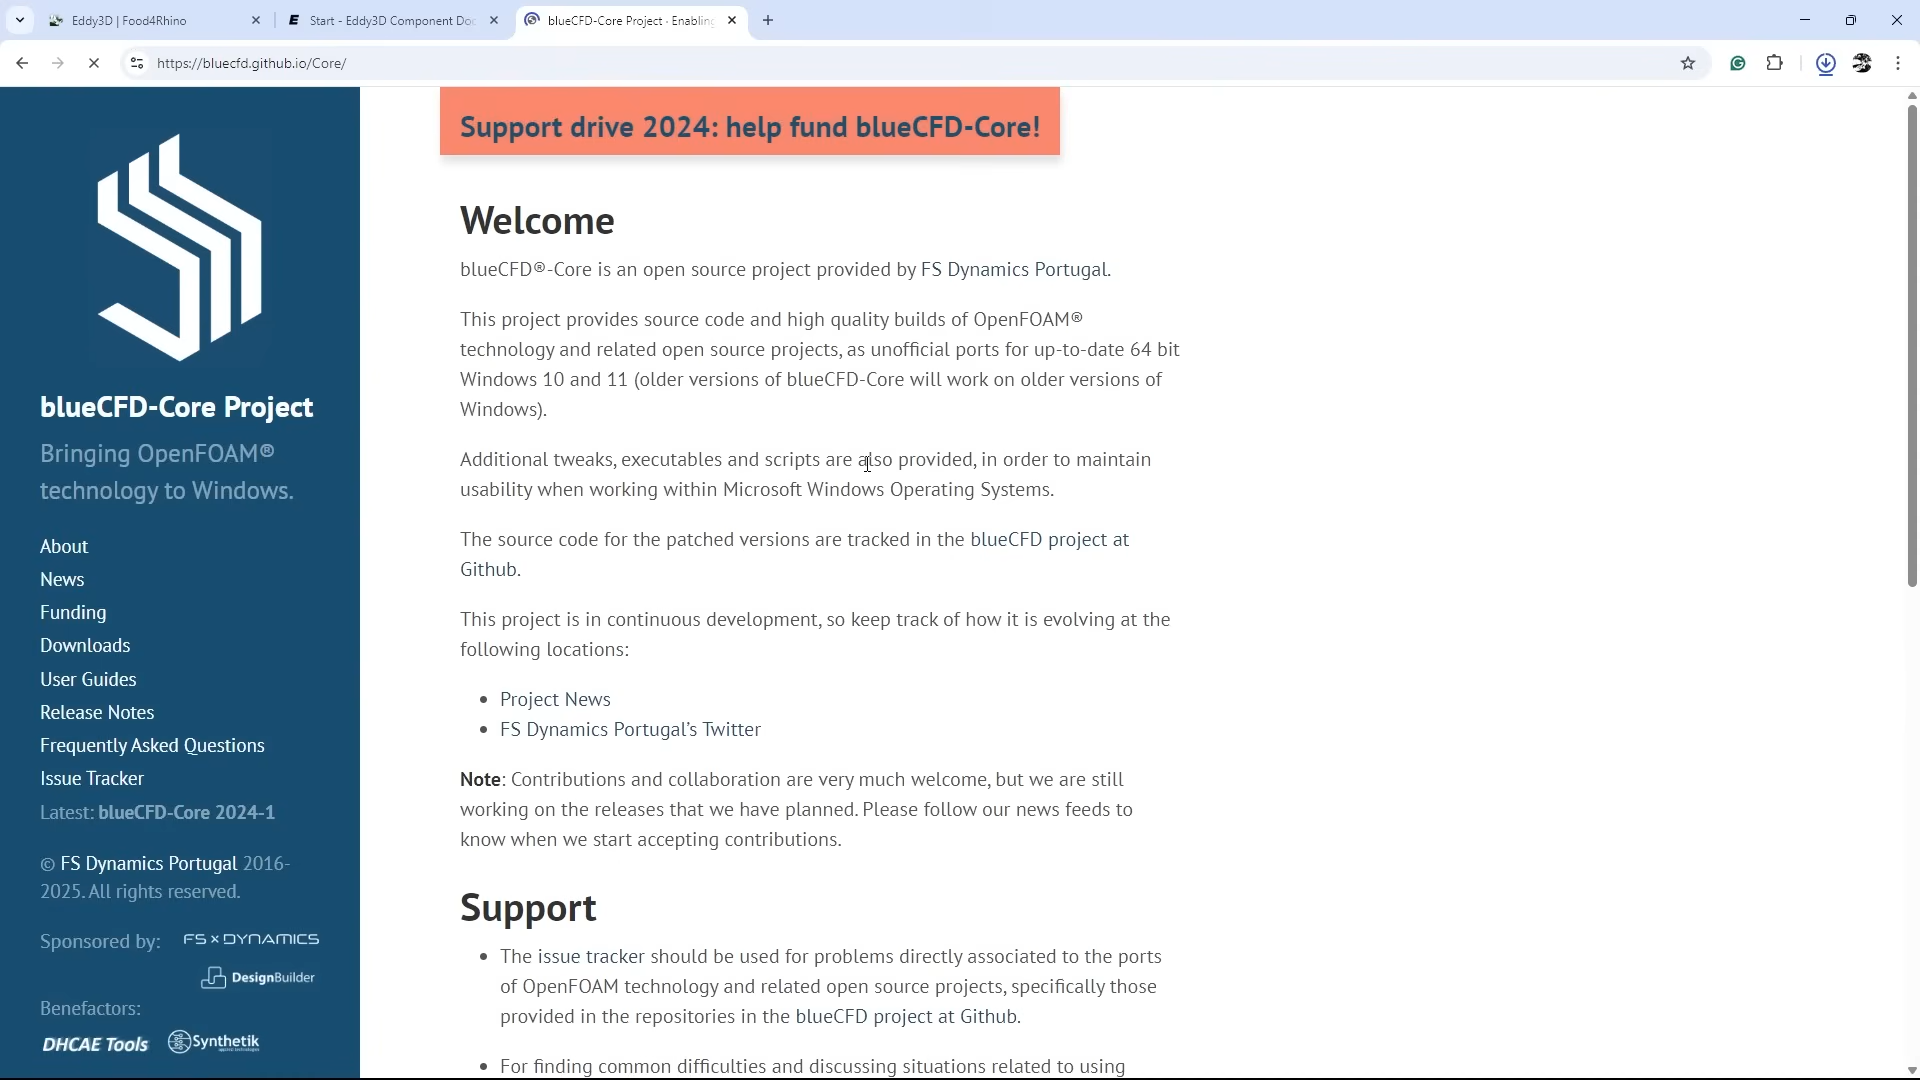 Eddy3D | Food4Rhino
Start - Eddy3D Component Doc
blueCFD-Core Project - Enabling
https://bluecfd.github.io/Core/
blueCFD-Core Project
Bringing OpenFOAM®
technology to Windows.
About
News
Funding
Downloads
User Guides
Release Notes
Frequently Asked Questions
Issue Tracker
Latest: blueCFD-Core 2024-1
© FS Dynamics Portugal 2016-
2025. All rights reserved.
Sponsored by: FS×DYNAMICS
DesignBuilder
Benefactors:
DHCAE Tools Synthetik
Support drive 2024: help fund blueCFD-Core!
Welcome
blueCFD®-Core is an open source project provided by FS Dynamics Portugal.
This project provides source code and high quality builds of OpenFOAM®
technology and related open source projects, as unofficial ports for up-to-date 64 bit
Windows 10 and 11 (older versions of blueCFD-Core will work on older versions of
Windows).
Additional tweaks, executables and scripts are also provided, in order to maintain
usability when working within Microsoft Windows Operating Systems.
The source code for the patched versions are tracked in the blueCFD project at
Github.
This project is in continuous development, so keep track of how it is evolving at the
following locations:
• Project News
• FS Dynamics Portugal's Twitter
Note: Contributions and collaboration are very much welcome, but we are still
working on the releases that we have planned. Please follow our news feeds to
know when we start accepting contributions.
Support
• The issue tracker should be used for problems directly associated to the ports
of OpenFOAM technology and related open source projects, specifically those
provided in the repositories in the blueCFD project at Github.
• For finding common difficulties and discussing situations related to using